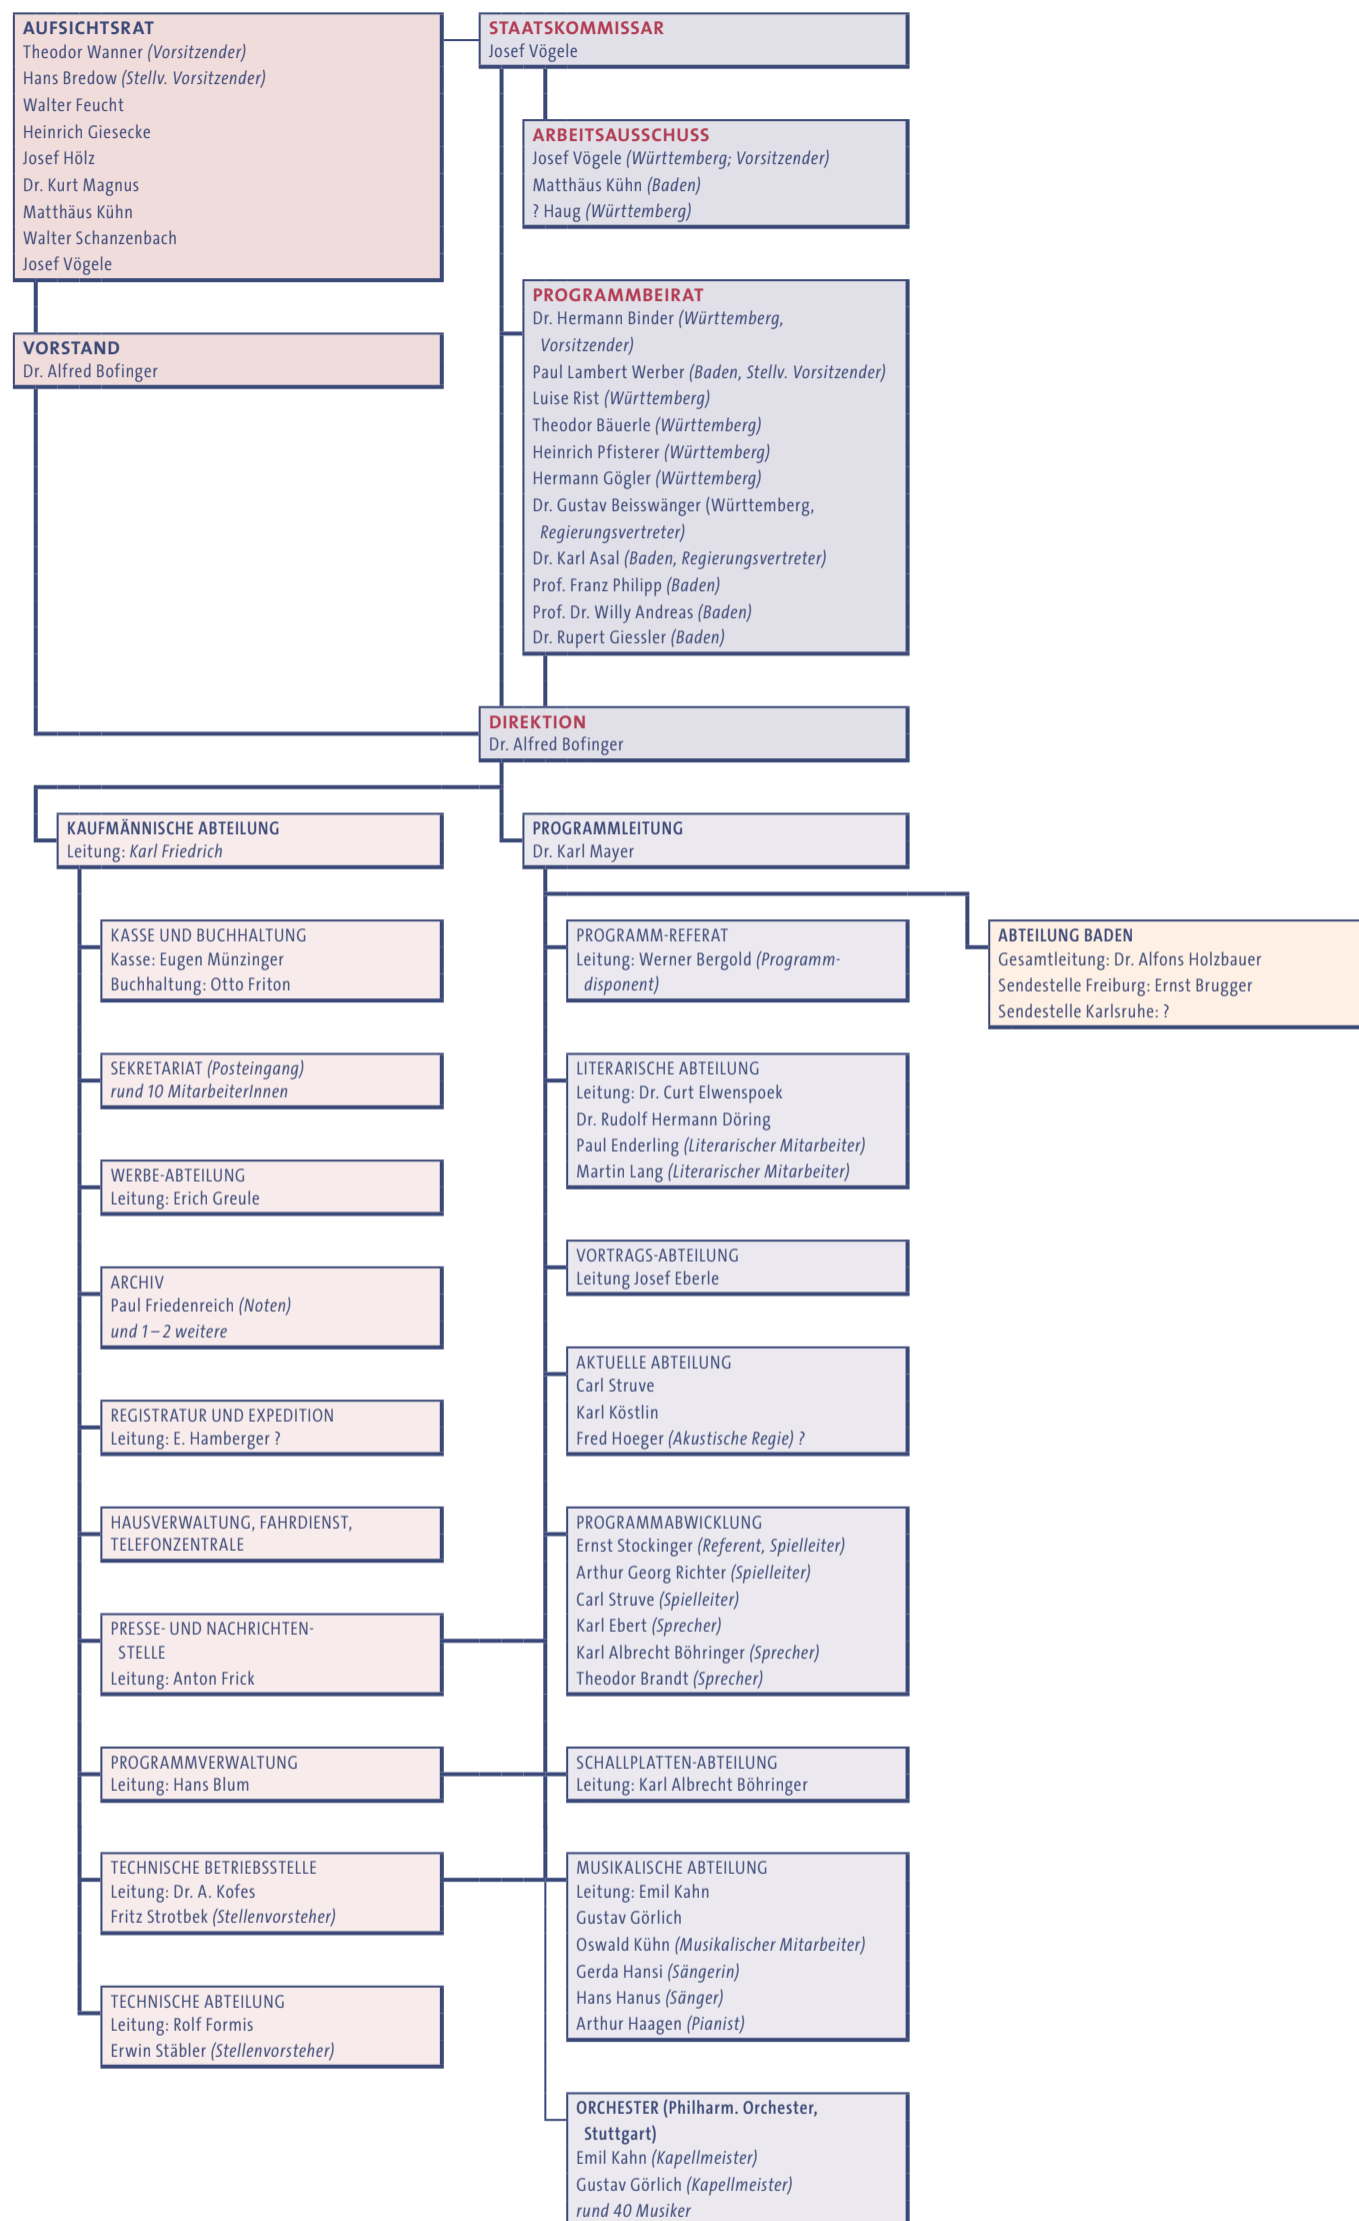 AUFSICHTSRAT
Theodor Wanner (Vorsitzender)
Hans Bredow (Stellv. Vorsitzender)
Walter Feucht
Heinrich Giesecke
Josef Hölz
Dr. Kurt Magnus
Matthäus Kühn
Walter Schanzenbach
Josef Vögele
VORSTAND
Dr. Alfred Bofinger
STAATSKOMMISSAR
Josef Vögele
ARBEITSAUSSCHUSS
Josef Vögele (Württemberg; Vorsitzender)
Matthäus Kühn (Baden)
? Haug (Württemberg)
PROGRAMMBEIRAT
Dr. Hermann Binder (Württemberg,
Vorsitzender)
Paul Lambert Werber (Baden, Stellv. Vorsitzender)
Luise Rist (Württemberg)
Theodor Bäuerle (Württemberg)
Heinrich Pfisterer (Württemberg)
Hermann Gögler (Württemberg)
Dr. Gustav Beisswänger (Württemberg,
Regierungsvertreter)
Dr. Karl Asal (Baden, Regierungsvertreter)
Prof. Franz Philipp (Baden)
Prof. Dr. Willy Andreas (Baden)
Dr. Rupert Giessler (Baden)
DIREKTION
Dr. Alfred Bofinger
KAUFMÄNNISCHE ABTEILUNG
Leitung: Karl Friedrich
KASSE UND BUCHHALTUNG
Kasse: Eugen Münzinger
Buchhaltung: Otto Friton
SEKRETARIAT (Posteingang)
rund 10 MitarbeiterInnen
WERBE-ABTEILUNG
Leitung: Erich Greule
ARCHIV
Paul Friedenreich (Noten)
und 1–2 weitere
REGISTRATUR UND EXPEDITION
Leitung: E. Hamberger ?
HAUSVERWALTUNG, FAHRDIENST,
TELEFONZENTRALE
PRESSE- UND NACHRICHTEN-
STELLE
Leitung: Anton Frick
PROGRAMMVERWALTUNG
Leitung: Hans Blum
TECHNISCHE BETRIEBSSTELLE
Leitung: Dr. A. Kofes
Fritz Strotbek (Stellenvorsteher)
TECHNISCHE ABTEILUNG
Leitung: Rolf Formis
Erwin Stäbler (Stellenvorsteher)
PROGRAMMLEITUNG
Dr. Karl Mayer
PROGRAMM-REFERAT
Leitung: Werner Bergold (Programm-
disponent)
LITERARISCHE ABTEILUNG
Leitung: Dr. Curt Elwenspoek
Dr. Rudolf Hermann Döring
Paul Enderling (Literarischer Mitarbeiter)
Martin Lang (Literarischer Mitarbeiter)
VORTRAGS-ABTEILUNG
Leitung Josef Eberle
AKTUELLE ABTEILUNG
Carl Struve
Karl Köstlin
Fred Hoeger (Akustische Regie) ?
PROGRAMMABWICKLUNG
Ernst Stockinger (Referent, Spielleiter)
Arthur Georg Richter (Spielleiter)
Carl Struve (Spielleiter)
Karl Ebert (Sprecher)
Karl Albrecht Böhringer (Sprecher)
Theodor Brandt (Sprecher)
SCHALLPLATTEN-ABTEILUNG
Leitung: Karl Albrecht Böhringer
MUSIKALISCHE ABTEILUNG
Leitung: Emil Kahn
Gustav Görlich
Oswald Kühn (Musikalischer Mitarbeiter)
Gerda Hansi (Sängerin)
Hans Hanus (Sänger)
Arthur Haagen (Pianist)
ORCHESTER (Philharm. Orchester,
Stuttgart)
Emil Kahn (Kapellmeister)
Gustav Görlich (Kapellmeister)
rund 40 Musiker
ABTEILUNG BADEN
Gesamtleitung: Dr. Alfons Holzbauer
Sendestelle Freiburg: Ernst Brugger
Sendestelle Karlsruhe: ?